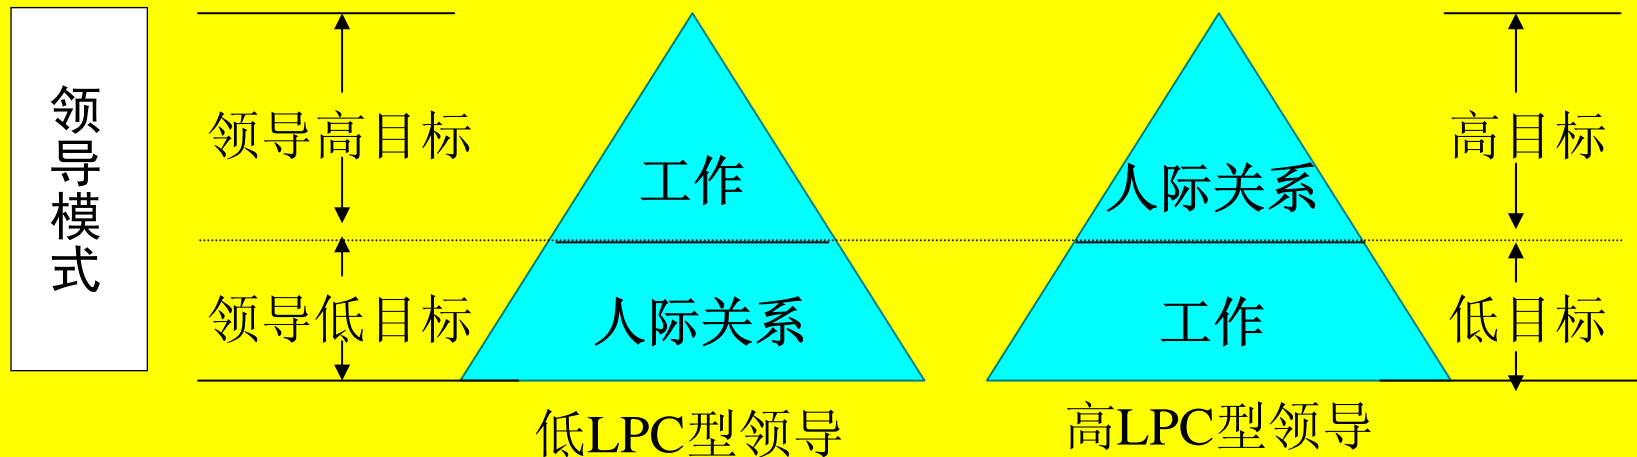 领导模式
领导高目标
工作
人际关系
高目标
领导低目标
人际关系
工作
低目标
低LPC型领导
高LPC型领导